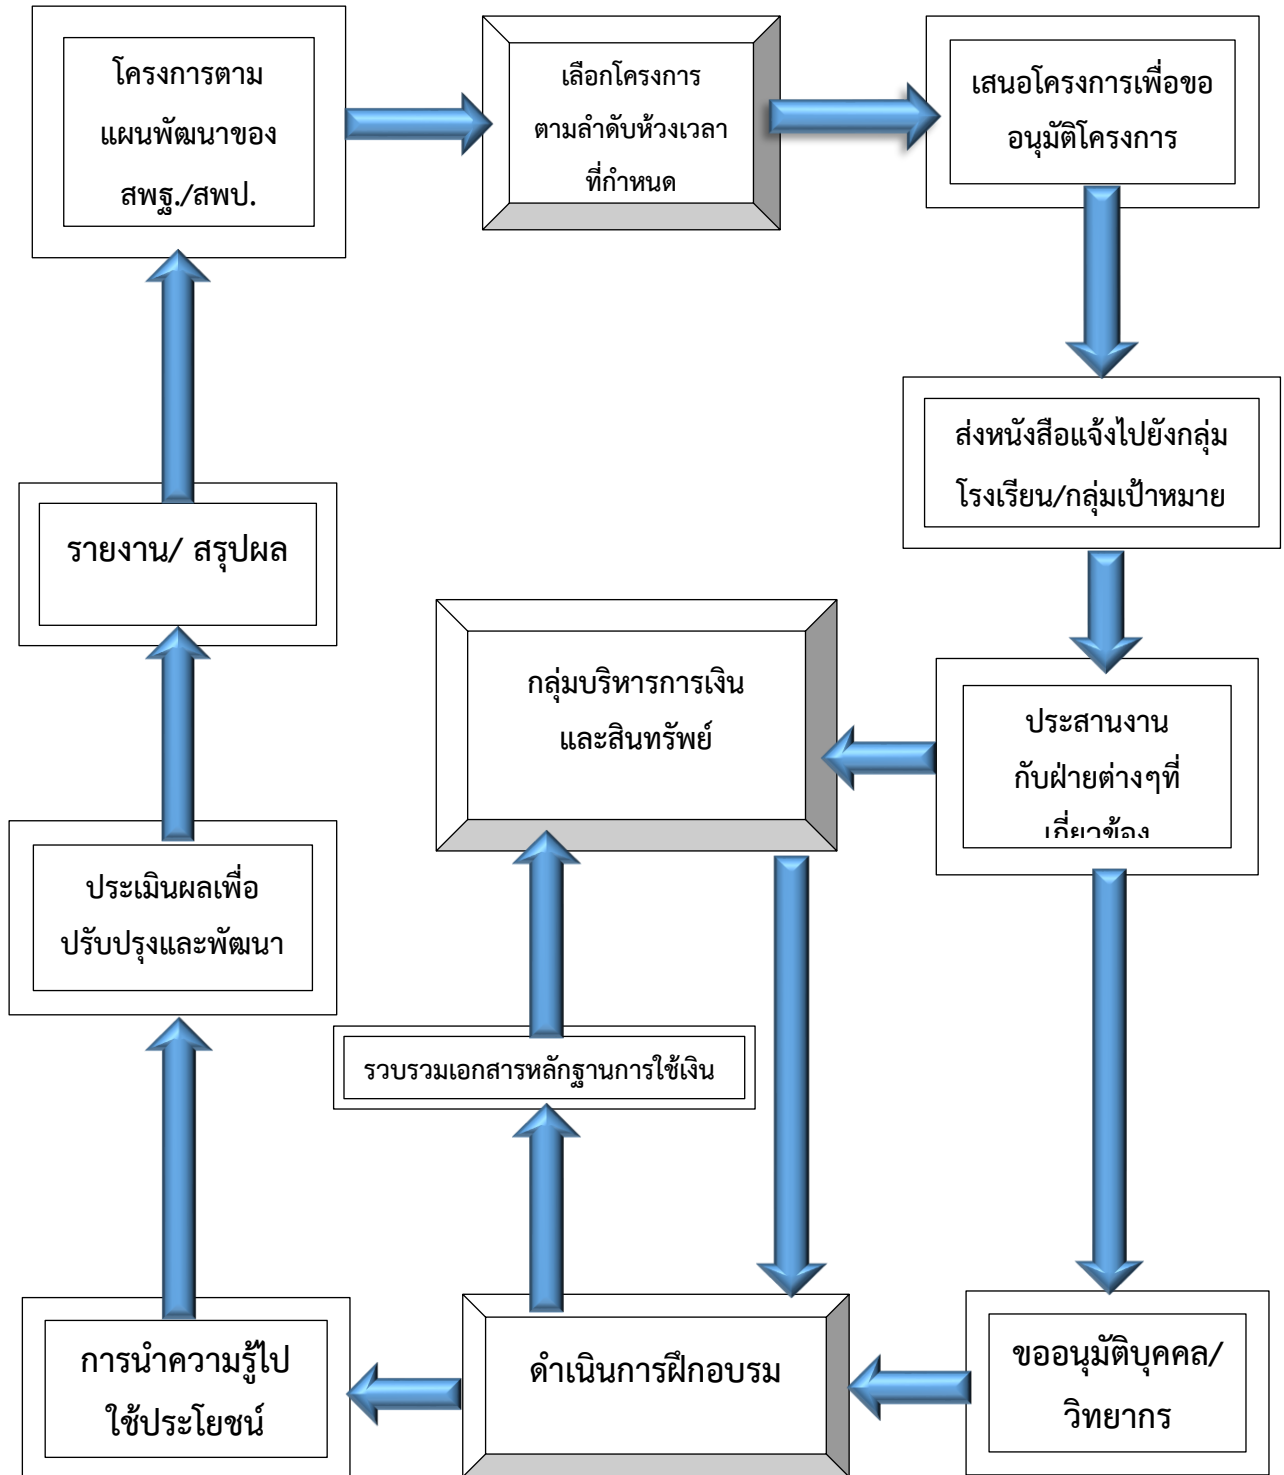 โครงการตาม
แผนพัฒนาของ
สพฐ./สพป.
เลือกโครงการ
ตามลำดับห้วงเวลา
ที่กำหนด
เสนอโครงการเพื่อขอ
อนุมัติโครงการ
ส่งหนังสือแจ้งไปยังกลุ่ม
โรงเรียน/กลุ่มเป้าหมาย
รายงาน/ สรุปผล
กลุ่มบริหารการเงิน
และสินทรัพย์
ประสานงาน
กับฝ่ายต่างๆที่
เกี่ยวข้อง
ประเมินผลเพื่อ
ปรับปรุงและพัฒนา
รวบรวมเอกสารหลักฐานการใช้เงิน
การนำความรู้ไป
ใช้ประโยชน์
ดำเนินการฝึกอบรม
ขออนุมัติบุคคล/
วิทยากร